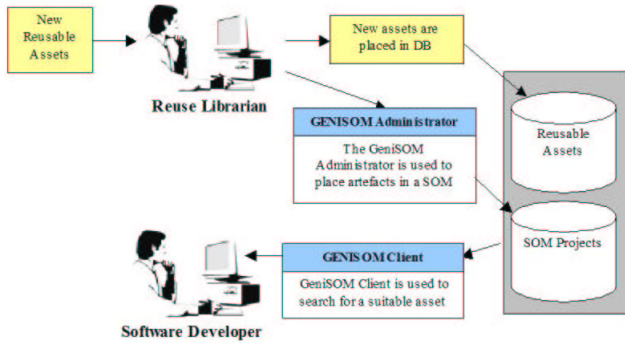 New
Reusable
Assets
New assets are
placed in DB
Reuse Librarian
GENISOM Administrator
The GeniSOM
Administrator is used to
place artefacts in a SOM
Reusable
Assets
SOM Projects
GENISOM Client
GeniSOM Client is used to
search for a suitable asset
Software Developer